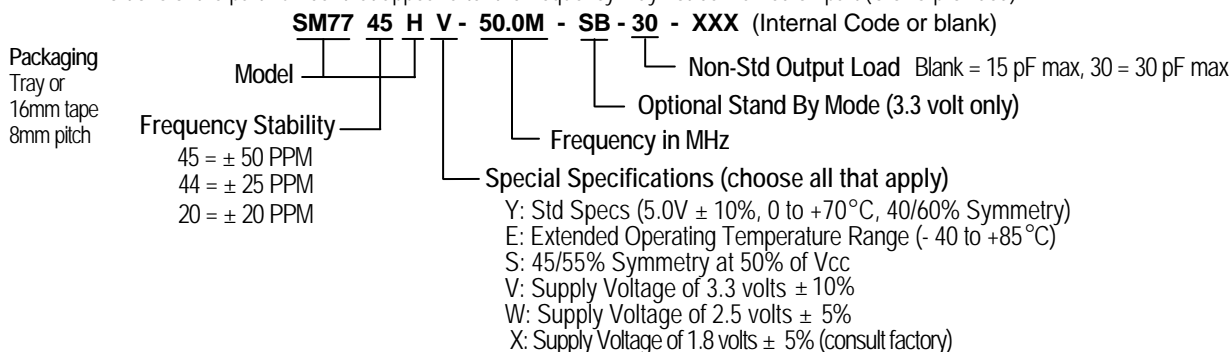 SM77 45 H V - 50.0M - SB - 30 - XXX (Internal Code or blank)
Packaging
Tray or
16mm tape
8mm pitch
Model
Non-Std Output Load Blank = 15 pF max, 30 = 30 pF max
Optional Stand By Mode (3.3 volt only)
Frequency Stability
Frequency in MHz
45 = ± 50 PPM
44 = ± 25 PPM
20 = ± 20 PPM
Special Specifications (choose all that apply)
Y: Std Specs (5.0V ± 10%, 0 to +70°C, 40/60% Symmetry)
E: Extended Operating Temperature Range (- 40 to +85°C)
S: 45/55% Symmetry at 50% of Vcc
V: Supply Voltage of 3.3 volts ± 10%
W: Supply Voltage of 2.5 volts ± 5%
X: Supply Voltage of 1.8 volts ± 5% (consult factory)